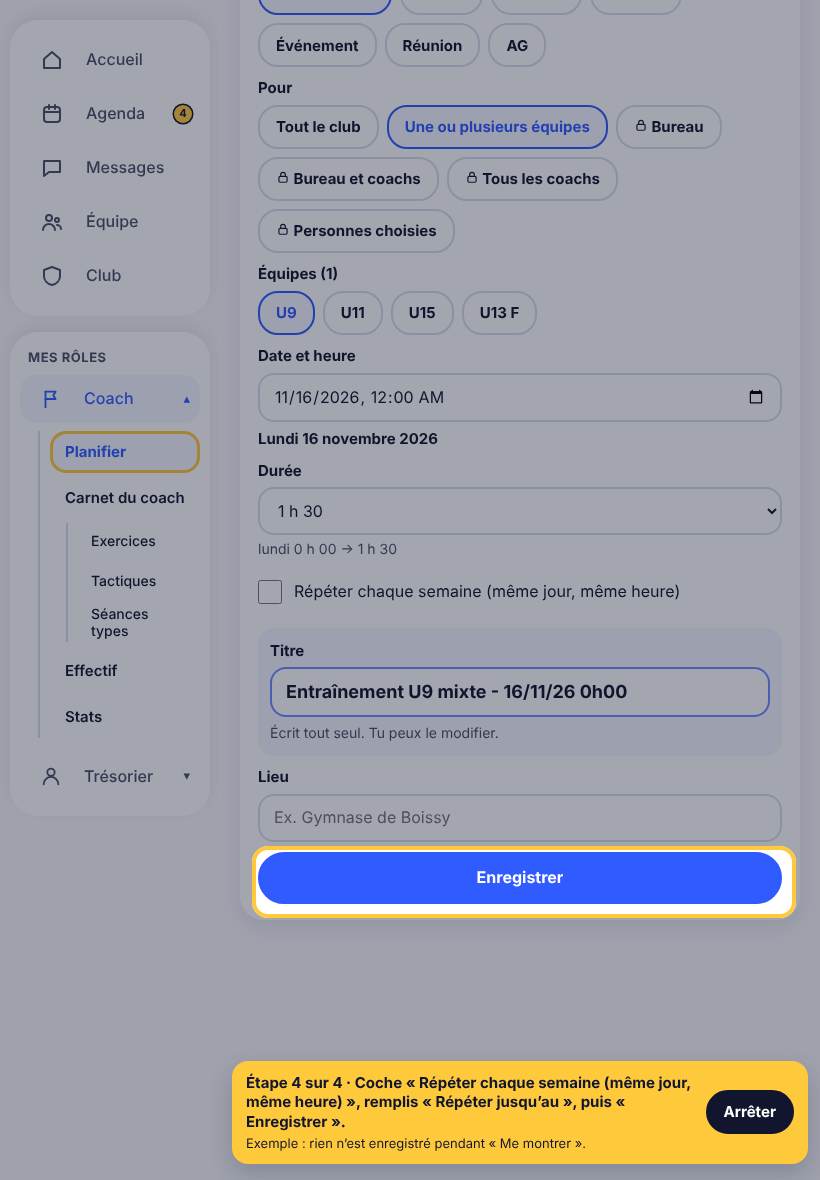 Accueil
Agenda
4
Messages
Équipe
Club
MES RÔLES
Coach
Planifier
Carnet du coach
Exercices
Tactiques
Séances
types
Effectif
Stats
Trésorier
Événement
Réunion
AG
Pour
Tout le club
Une ou plusieurs équipes
Bureau
Bureau et coachs
Tous les coachs
Personnes choisies
Équipes (1)
U9
U11
U15
U13 F
Date et heure
11/16/2026, 12:00 AM
Lundi 16 novembre 2026
Durée
1 h 30
lundi 0 h 00 → 1 h 30
Répéter chaque semaine (même jour, même heure)
Titre
Entraînement U9 mixte - 16/11/26 0h00
Écrit tout seul. Tu peux le modifier.
Lieu
Ex. Gymnase de Boissy
Enregistrer
Étape 4 sur 4 · Coche « Répéter chaque semaine (même jour,
même heure) », remplis « Répéter jusqu’au », puis «
Enregistrer ».
Exemple : rien n’est enregistré pendant « Me montrer ».
Arrêter